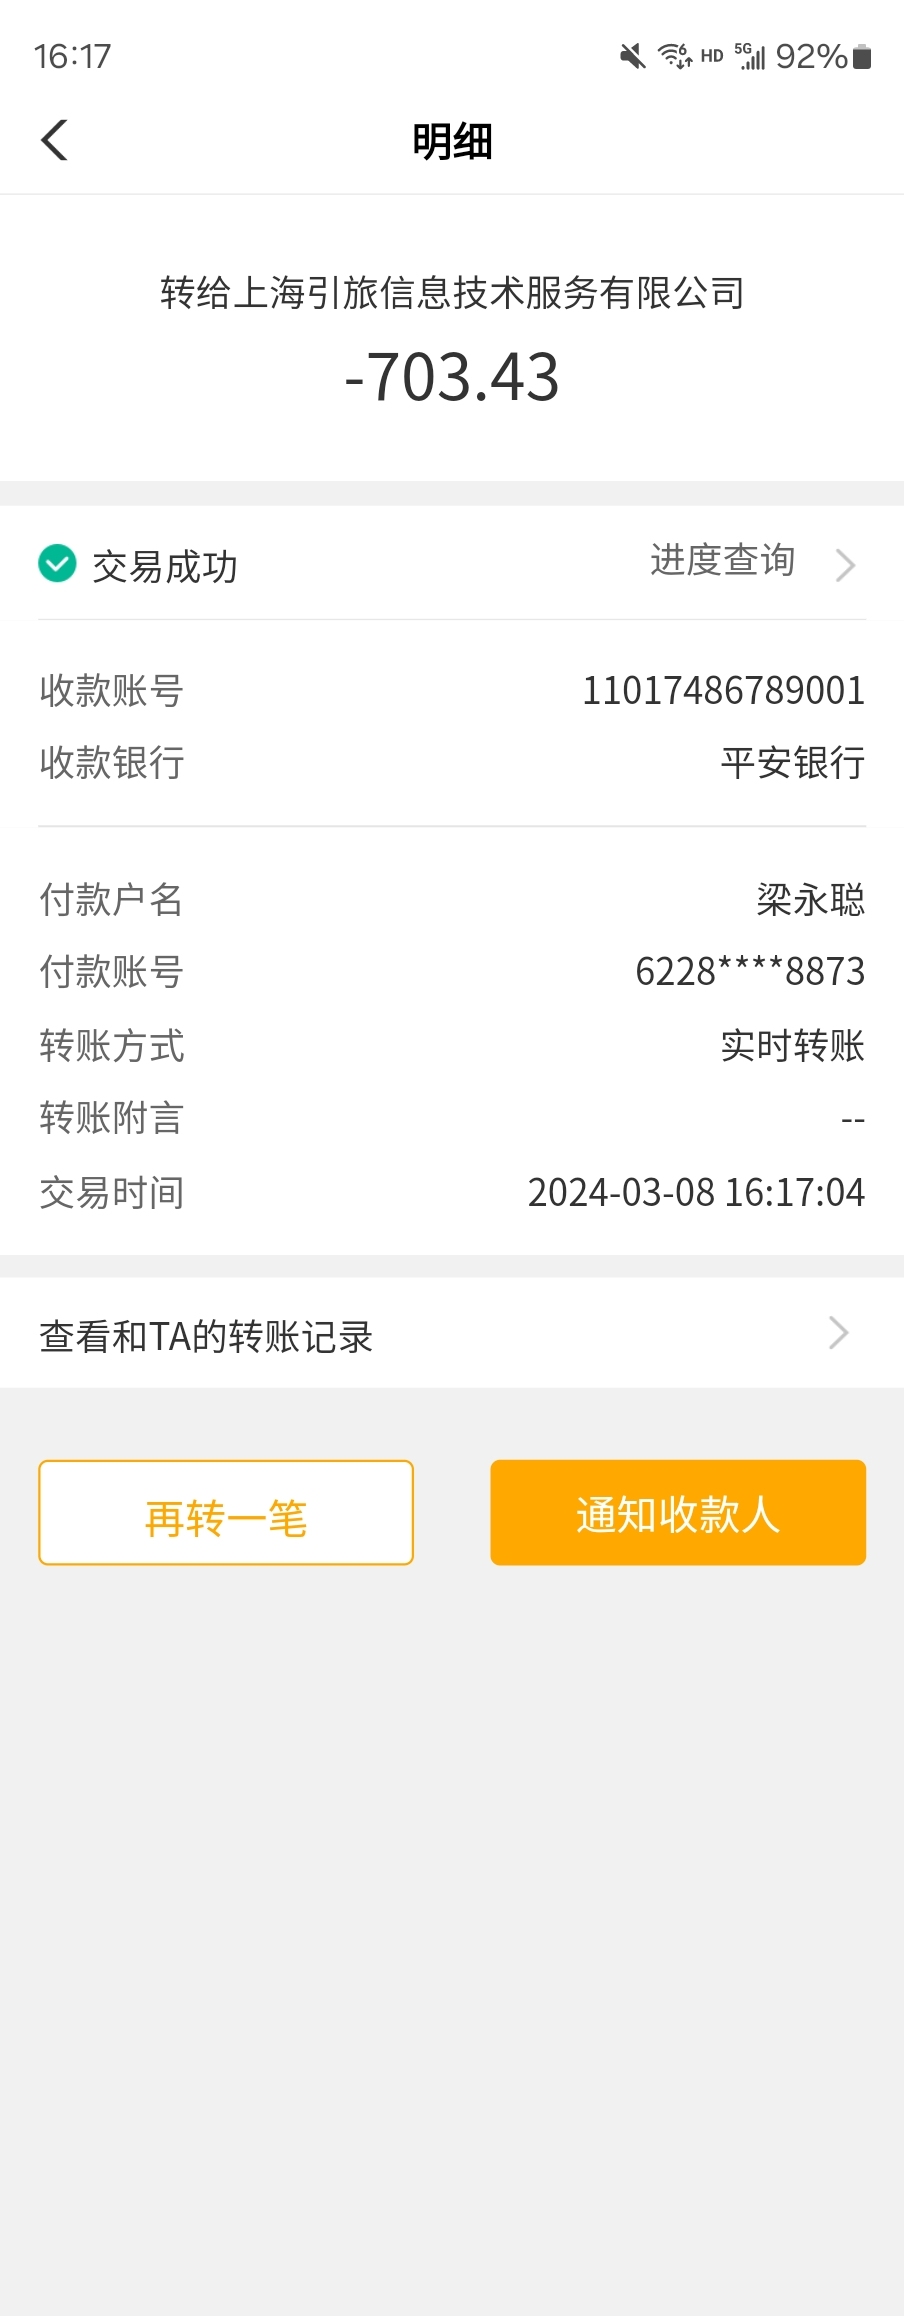 16:17 6 HD 5G 92%
明细
转给上海引旅信息技术服务有限公司
-703.43
交易成功 进度查询
收款账号 11017486789001
收款银行 平安银行
付款户名 梁永聪
付款账号 6228****8873
转账方式 实时转账
转账附言 --
交易时间 2024-03-08 16:17:04
查看和TA的转账记录
再转一笔 通知收款人